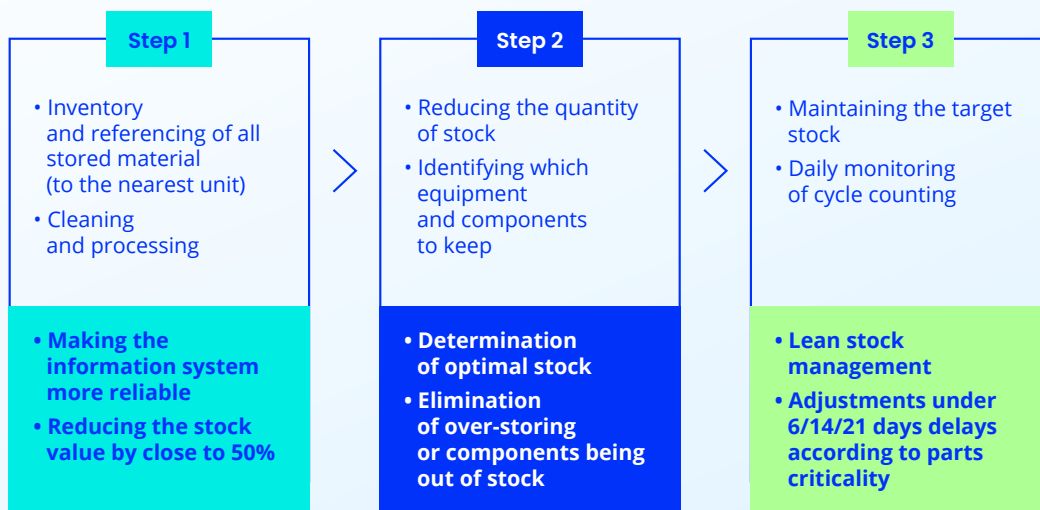 Step 1
• Inventory
and referencing of all
stored material
(to the nearest unit)
• Cleaning
and processing
• Making the
information system
more reliable
• Reducing the stock
value by close to 50%
Step 2
• Reducing the quantity
of stock
• Identifying which
equipment
and components
to keep
• Determination
of optimal stock
• Elimination
of over-storing
or components being
out of stock
Step 3
• Maintaining the target
stock
• Daily monitoring
of cycle counting
• Lean stock
management
• Adjustments under
6/14/21 days delays
according to parts
criticality